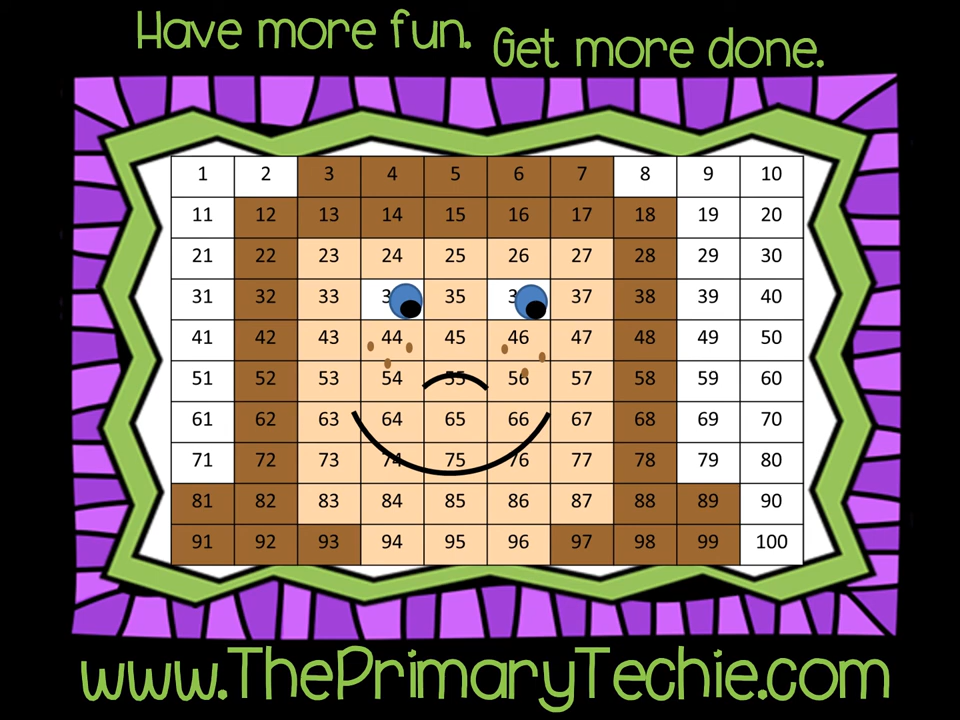 Have more fun. Get more done.
1 2 3 4 5 6 7 8 9 10
11 12 13 14 15 16 17 18 19 20
21 22 23 24 25 26 27 28 29 30
31 32 33 3 35 3 37 38 39 40
41 42 43 44 45 46 47 48 49 50
51 52 53 54 55 56 57 58 59 60
61 62 63 64 65 66 67 68 69 70
71 72 73 74 75 76 77 78 79 80
81 82 83 84 85 86 87 88 89 90
91 92 93 94 95 96 97 98 99 100
www.ThePrimaryTechie.com